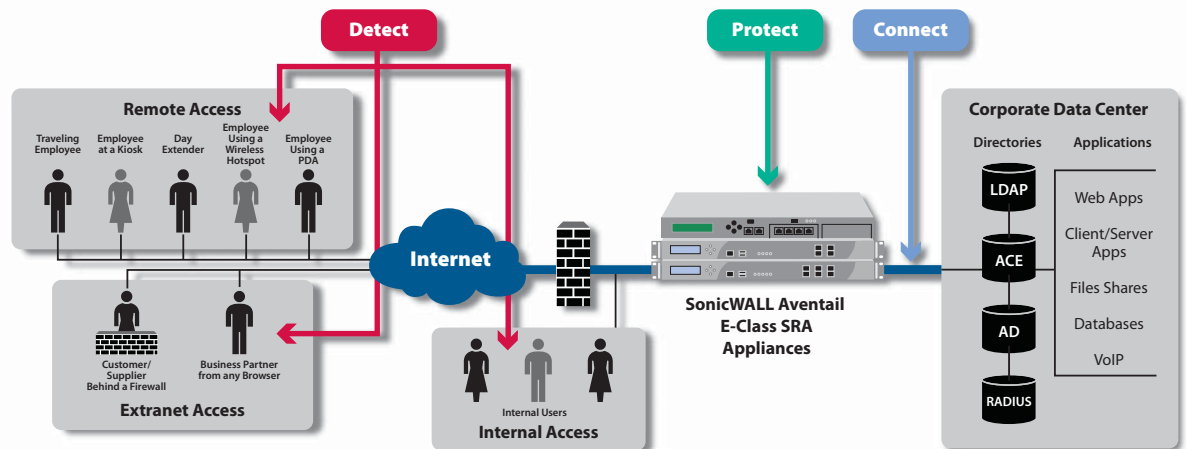 Detect
Protect
Connect
Remote Access
Traveling
Employee
Employee
at a Kiosk
Day
Extender
Employee
Using a
Wireless
Hotspot
Employee
Using a
PDA
Internet
Customer/
Supplier
Behind a Firewall
Business Partner
from any Browser
Extranet Access
Internal Users
Internal Access
SonicWALL Aventail
E-Class SRA
Appliances
Corporate Data Center
Directories
Applications
LDAP
ACE
AD
RADIUS
Web Apps
Client/Server
Apps
Files Shares
Databases
VoIP